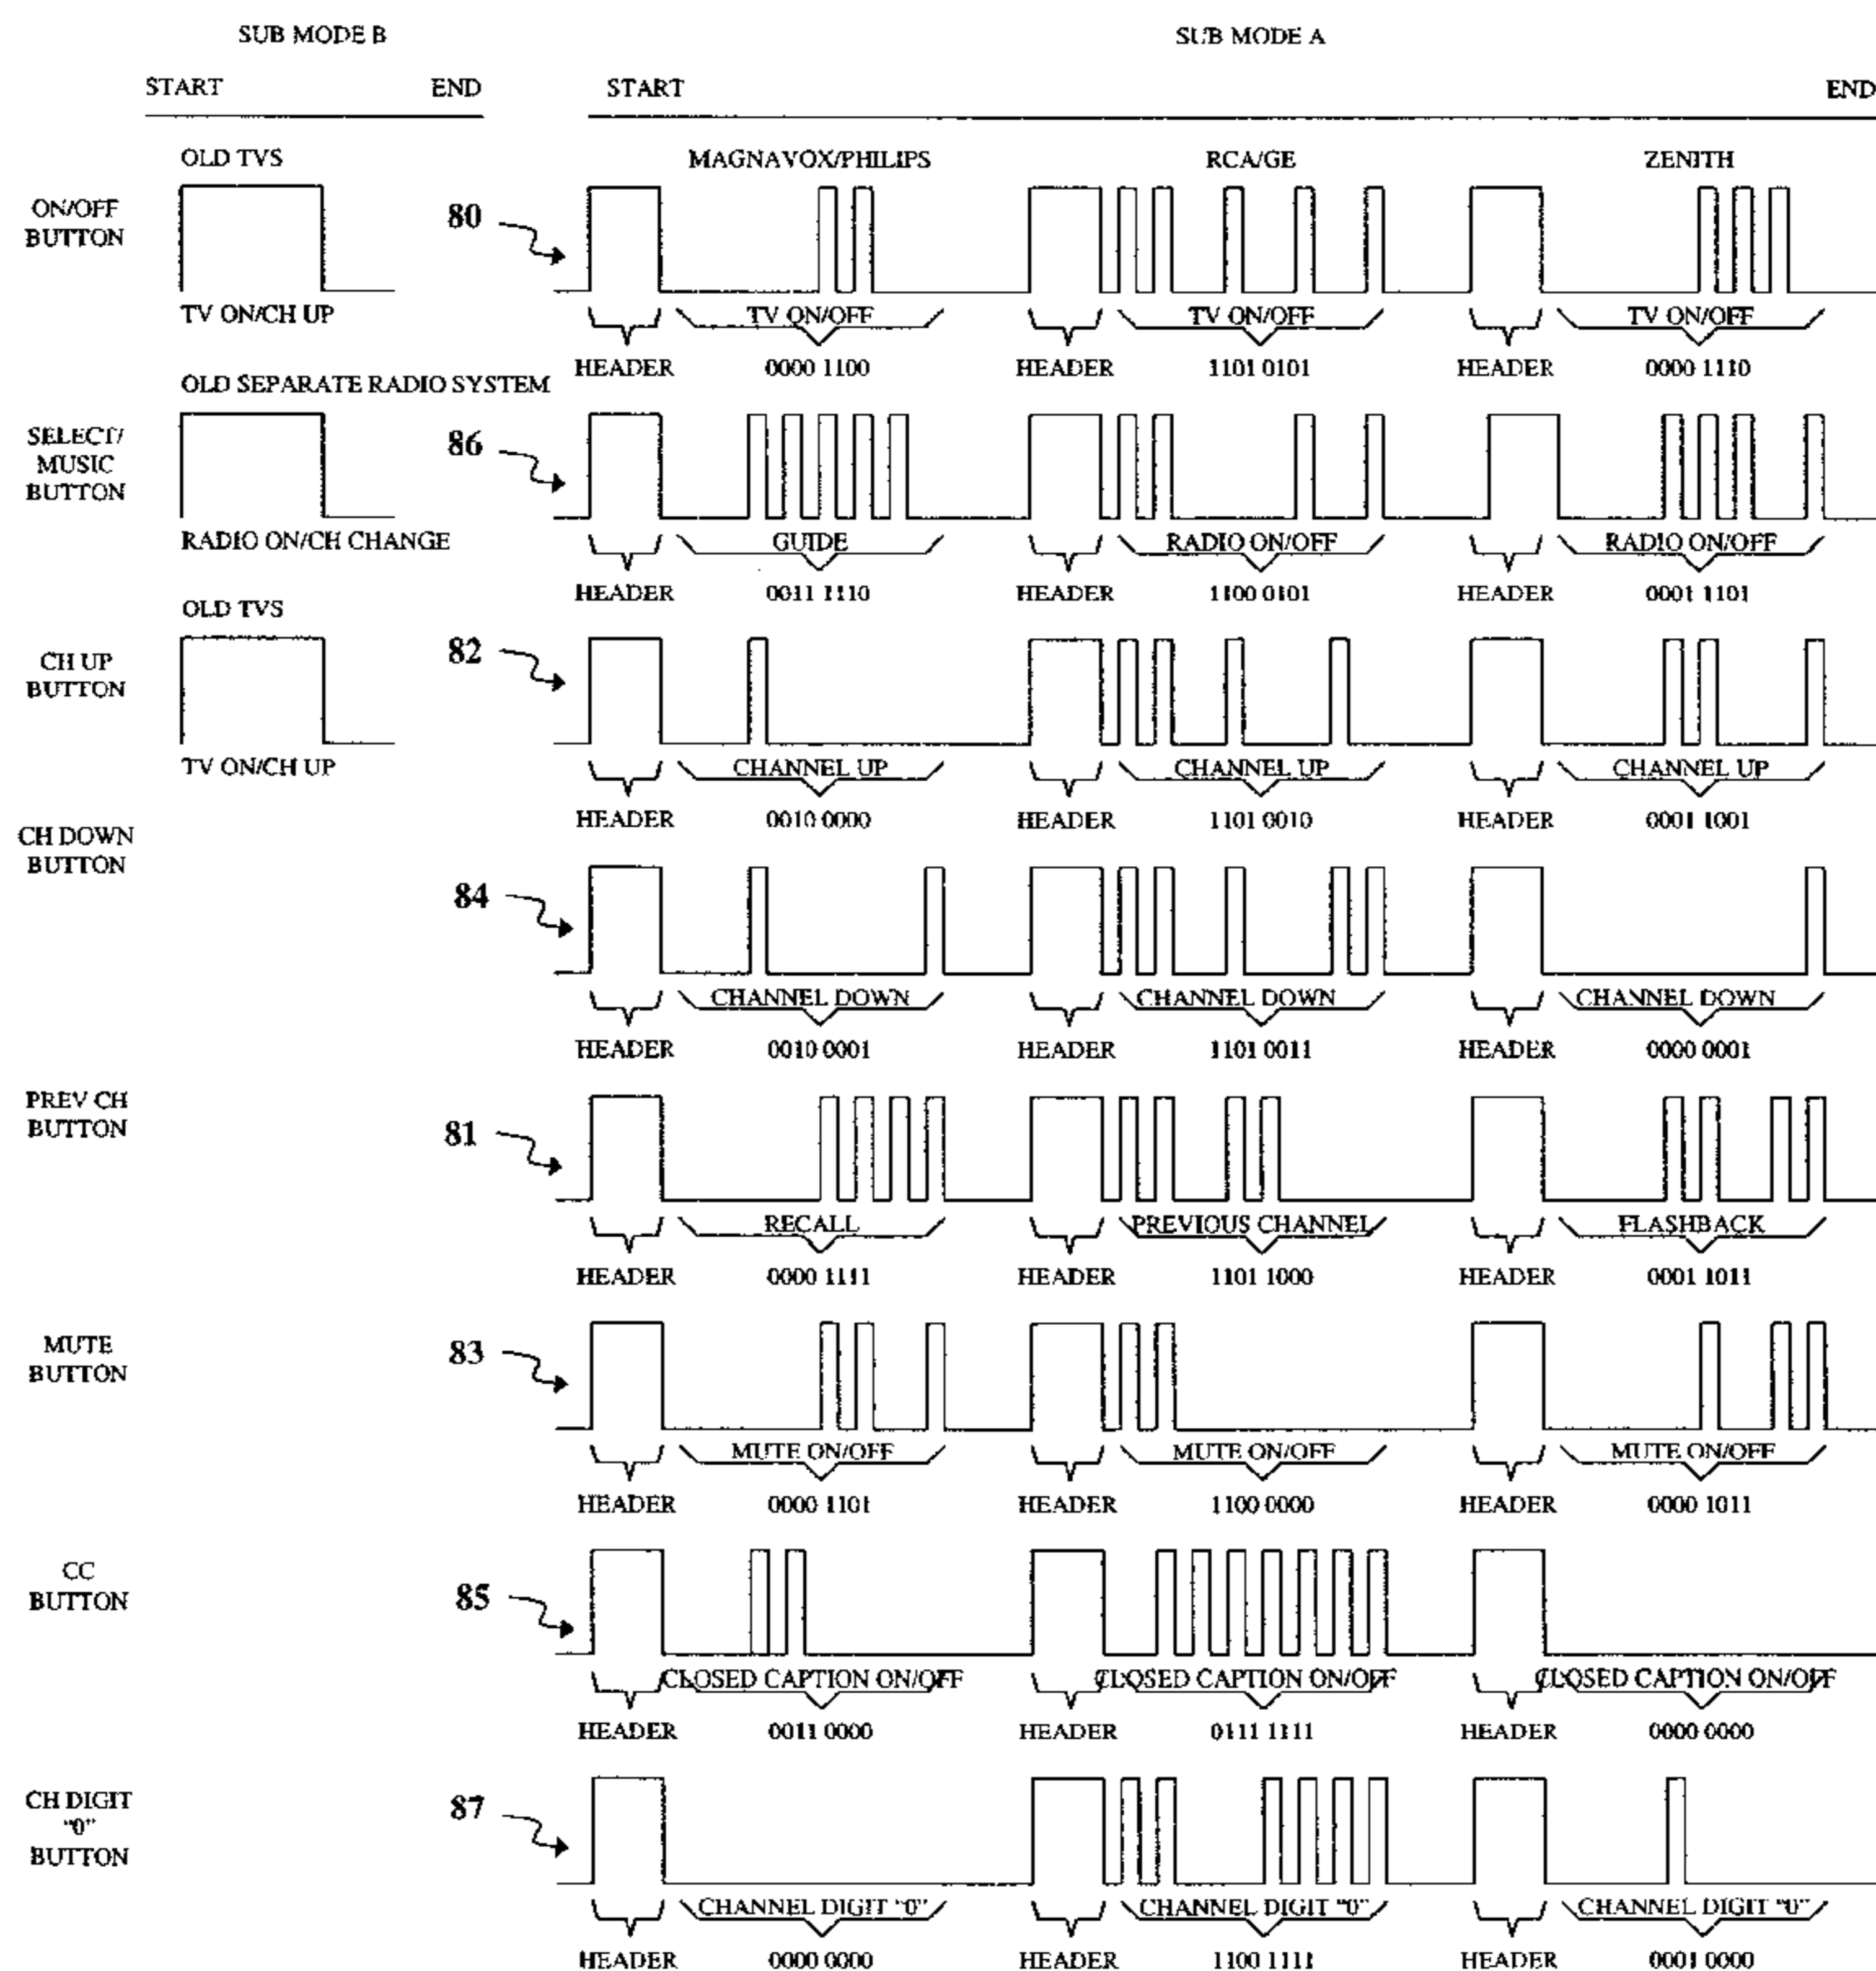 SUB MODE B SUB MODE A
START END START END
OLD TVS MAGNAVOX/PHILIPS RCA/GE ZENITH
ON/OFF
BUTTON
80
TV ON/CH UP TV ON/OFF TV ON/OFF TV ON/OFF
HEADER 0000 1100 HEADER 1101 0101 HEADER 0000 1110
OLD SEPARATE RADIO SYSTEM
SELECT/
MUSIC
BUTTON
86
RADIO ON/CH CHANGE GUIDE RADIO ON/OFF RADIO ON/OFF
HEADER 0011 1110 HEADER 1100 0101 HEADER 0001 1101
OLD TVS
CH UP
BUTTON
82
TV ON/CH UP CHANNEL UP CHANNEL UP CHANNEL UP
HEADER 0010 0000 HEADER 1101 0010 HEADER 0001 1001
CH DOWN
BUTTON
84
CHANNEL DOWN CHANNEL DOWN CHANNEL DOWN
HEADER 0010 0001 HEADER 1101 0011 HEADER 0000 0001
PREV CH
BUTTON
81
RECALL PREVIOUS CHANNEL FLASHBACK
HEADER 0000 1111 HEADER 1101 1000 HEADER 0001 1011
MUTE
BUTTON
83
MUTE ON/OFF MUTE ON/OFF MUTE ON/OFF
HEADER 0000 1101 HEADER 1100 0000 HEADER 0000 1011
CC
BUTTON
85
CLOSED CAPTION ON/OFF CLOSED CAPTION ON/OFF CLOSED CAPTION ON/OFF
HEADER 0011 0000 HEADER 0111 1111 HEADER 0000 0000
CH DIGIT
"0"
BUTTON
87
CHANNEL DIGIT "0" CHANNEL DIGIT "0" CHANNEL DIGIT "0"
HEADER 0000 0000 HEADER 1100 1111 HEADER 0001 0000